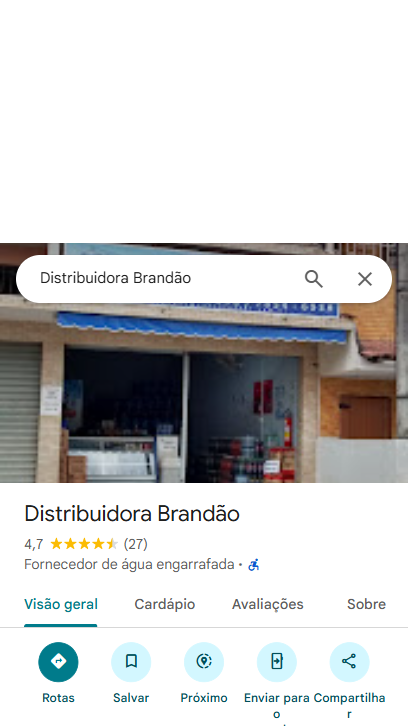 Distribuidora Brandão
Distribuidora Brandão
4,7 (27)
Fornecedor de água engarrafada ·
Visão geral Cardápio Avaliações Sobre
Rotas Salvar Próximo Enviar para Compartilha
o r